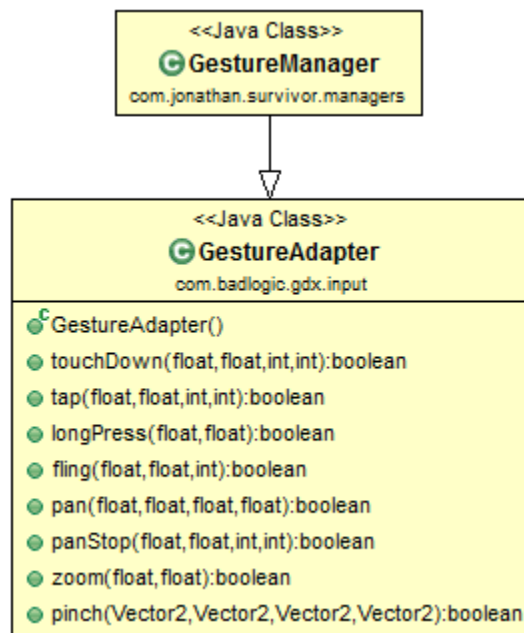 <<Java Class>>
GestureManager
com.jonathan.survivor.managers
<<Java Class>>
GestureAdapter
com.badlogic.gdx.input
GestureAdapter()
touchDown(float,float,int,int):boolean
tap(float,float,int,int):boolean
longPress(float,float):boolean
fling(float,float,int):boolean
pan(float,float,float,float):boolean
panStop(float,float,int,int):boolean
zoom(float,float):boolean
pinch(Vector2,Vector2,Vector2,Vector2):boolean